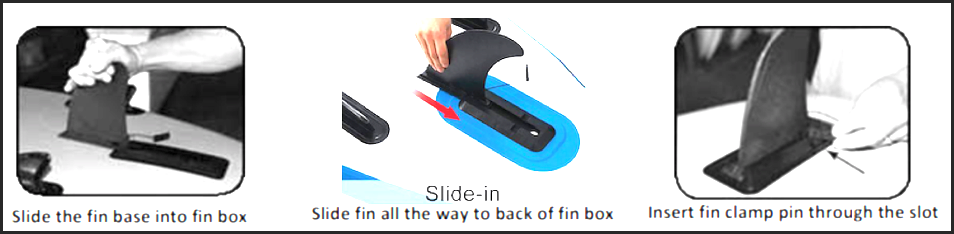 Slide the fin base into fin box
Slide-in
Slide fin all the way to back of fin box
Insert fin clamp pin through the slot